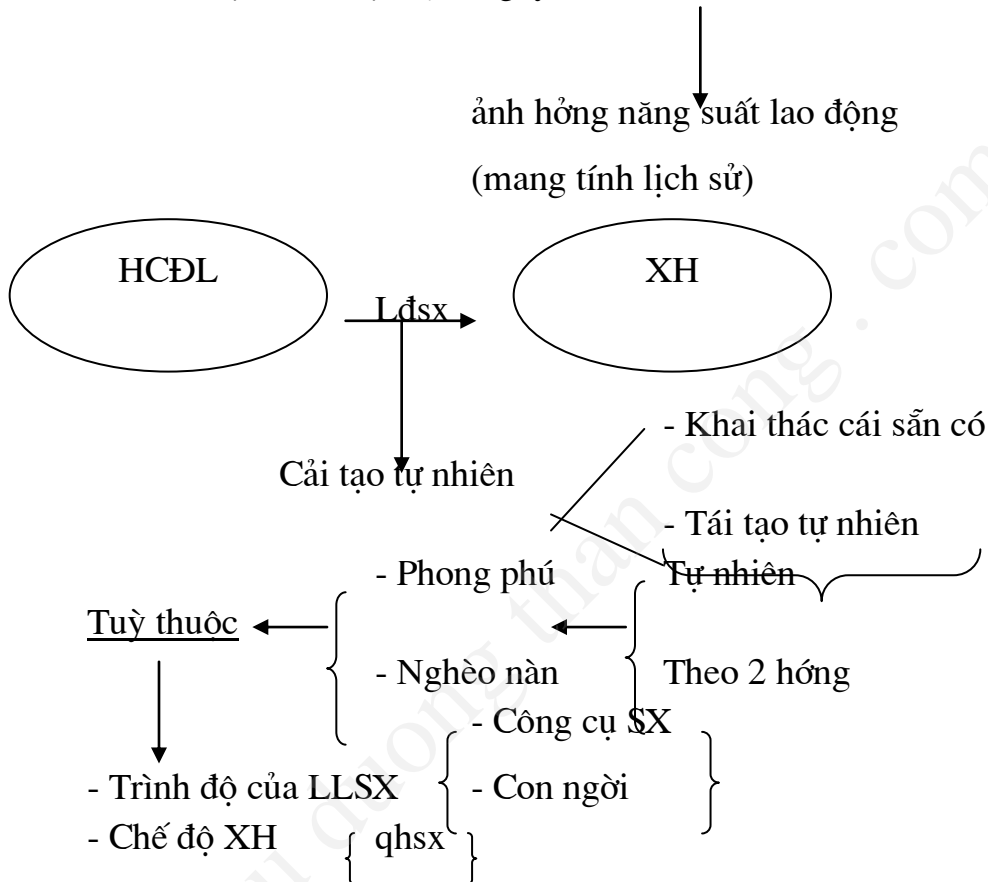 ảnh hởng năng suất lao động
(mang tính lịch sử)
HCĐL
XH
Lđsx
- Khai thác cái sẵn có
Cải tạo tự nhiên
- Tái tạo tự nhiên
- Phong phú
Tự nhiên
Tuỳ thuộc
- Nghèo nàn
Theo 2 hớng
- Công cụ SX
- Trình độ của LLSX
- Con ngời
- Chế độ XH
qhsx